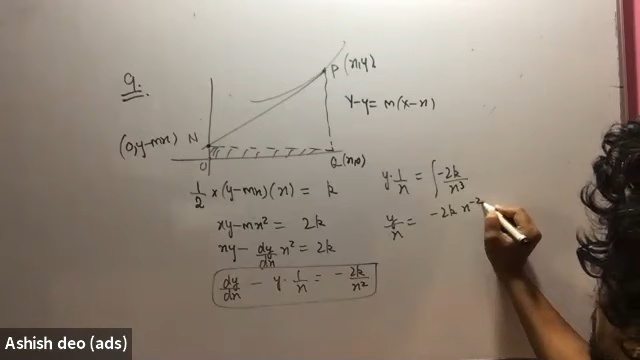 9.
P(x,y)
Y-y = m(X-x)
(0, y-mx) N
O
Q(x,0)
1/2 × (y-mx)(x) = k
xy-mx² = 2k
xy - dy/dx x² = 2k
dy/dx - y·1/x = - 2k/x²
y·1/x = ∫ -2k/x³
y/x = -2k x⁻²
Ashish deo (ads)